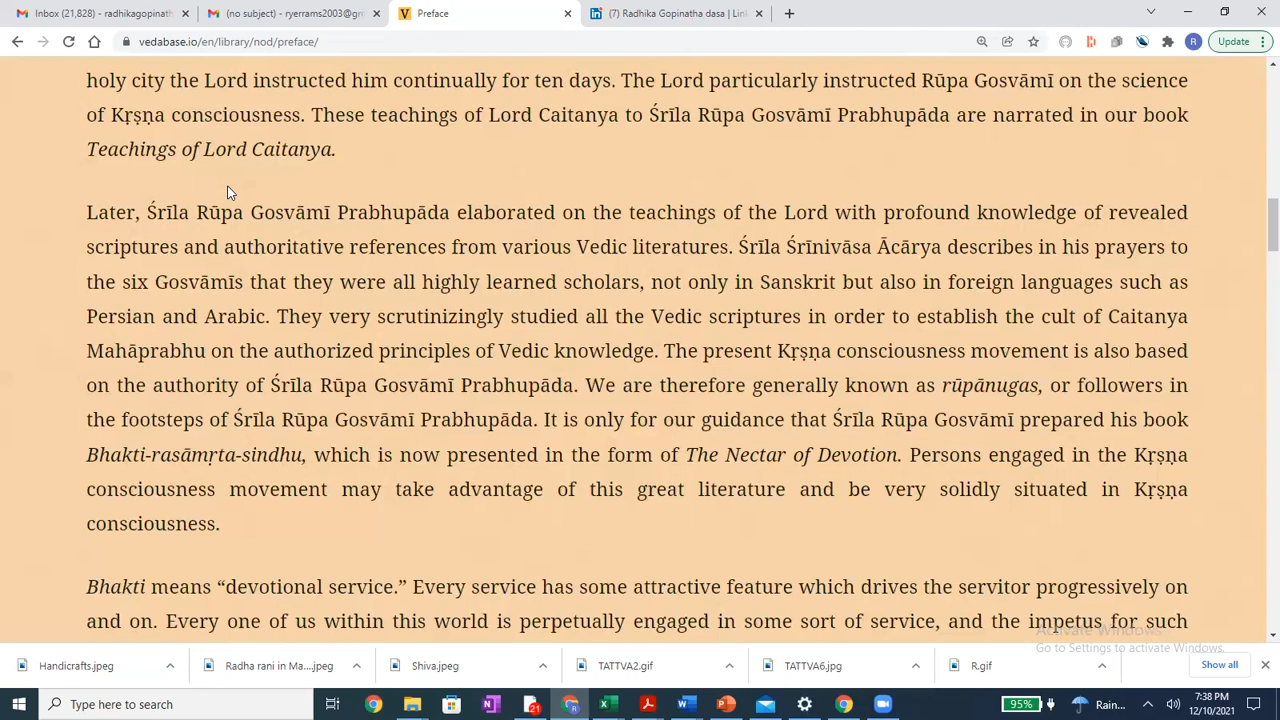 Inbox (21,828) - radhikagopinath
(no subject) - ryerrams2003@gm
Preface
(7) Radhika Gopinatha dasa | Link
vedabase.io/en/library/nod/preface/
R
Update
holy city the Lord instructed him continually for ten days. The Lord particularly instructed Rūpa Gosvāmī on the science
of Kṛṣṇa consciousness. These teachings of Lord Caitanya to Śrīla Rūpa Gosvāmī Prabhupāda are narrated in our book
Teachings of Lord Caitanya.
Later, Śrīla Rūpa Gosvāmī Prabhupāda elaborated on the teachings of the Lord with profound knowledge of revealed
scriptures and authoritative references from various Vedic literatures. Śrīla Śrīnivāsa Ācārya describes in his prayers to
the six Gosvāmīs that they were all highly learned scholars, not only in Sanskrit but also in foreign languages such as
Persian and Arabic. They very scrutinizingly studied all the Vedic scriptures in order to establish the cult of Caitanya
Mahāprabhu on the authorized principles of Vedic knowledge. The present Kṛṣṇa consciousness movement is also based
on the authority of Śrīla Rūpa Gosvāmī Prabhupāda. We are therefore generally known as rūpānugas, or followers in
the footsteps of Śrīla Rūpa Gosvāmī Prabhupāda. It is only for our guidance that Śrīla Rūpa Gosvāmī prepared his book
Bhakti-rasāmṛta-sindhu, which is now presented in the form of The Nectar of Devotion. Persons engaged in the Kṛṣṇa
consciousness movement may take advantage of this great literature and be very solidly situated in Kṛṣṇa
consciousness.
Bhakti means “devotional service.” Every service has some attractive feature which drives the servitor progressively on
and on. Every one of us within this world is perpetually engaged in some sort of service, and the impetus for such
Activate Windows
Go to Settings to activate Windows.
Handicrafts.jpeg
Radha rani in Ma....jpeg
Shiva.jpeg
TATTVA2.gif
TATTVA6.jpg
R.gif
Show all
Type here to search
21
95%
Rain...
7:38 PM
12/10/2021